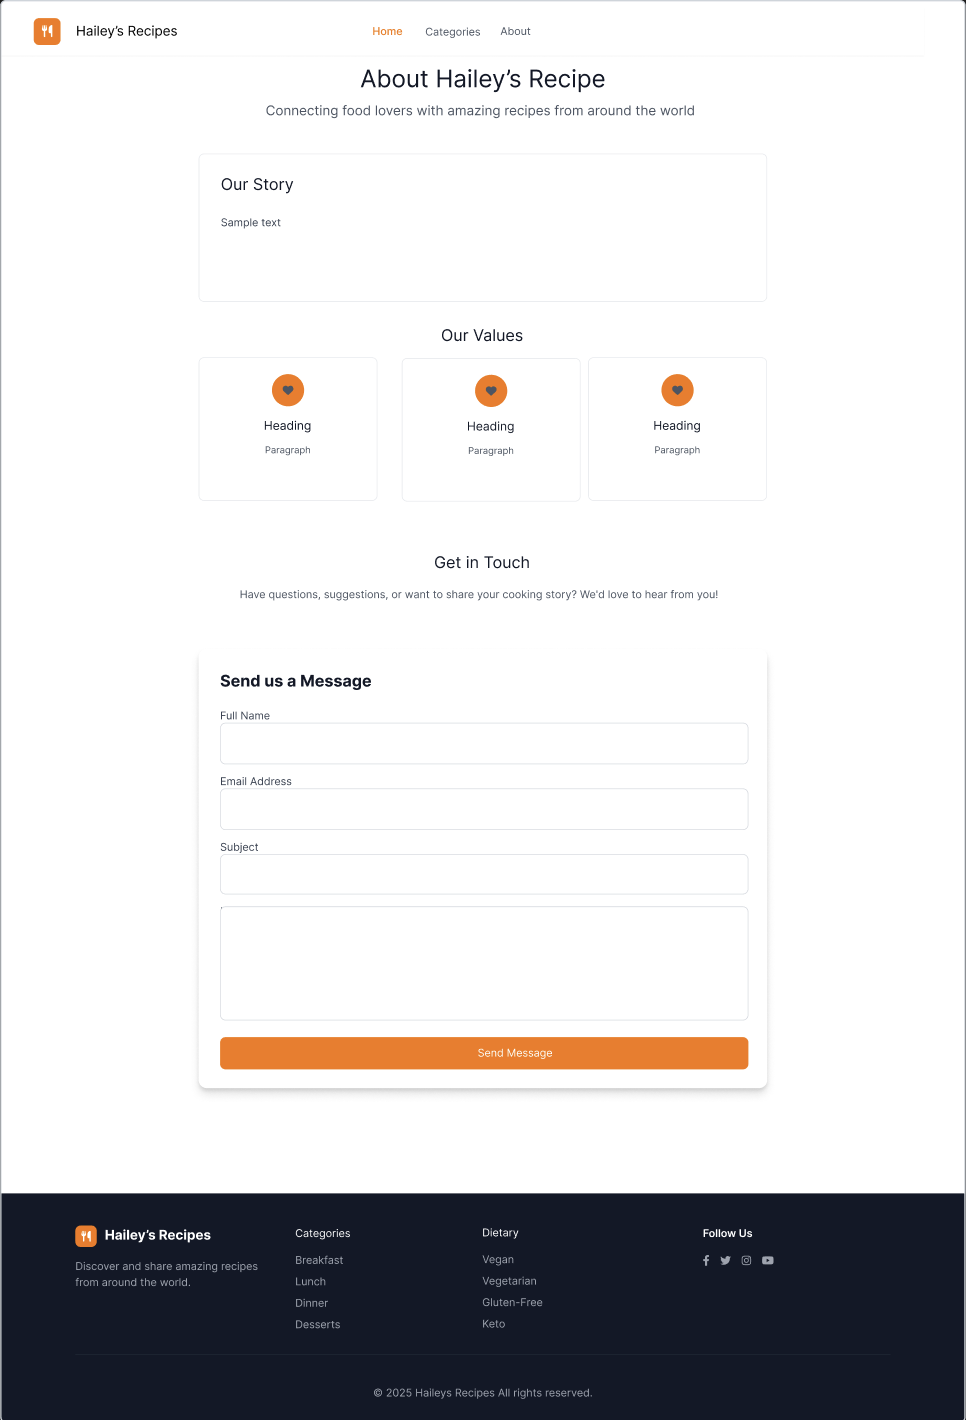 Hailey’s Recipes
Home
Categories
About
About Hailey’s Recipe
Connecting food lovers with amazing recipes from around the world
Our Story
Sample text
Our Values
Heading
Paragraph
Heading
Paragraph
Heading
Paragraph
Get in Touch
Have questions, suggestions, or want to share your cooking story? We'd love to hear from you!
Send us a Message
Full Name
Email Address
Subject
Send Message
Hailey’s Recipes
Discover and share amazing recipes
from around the world.
Categories
Breakfast
Lunch
Dinner
Desserts
Dietary
Vegan
Vegetarian
Gluten-Free
Keto
Follow Us
© 2025 Haileys Recipes All rights reserved.